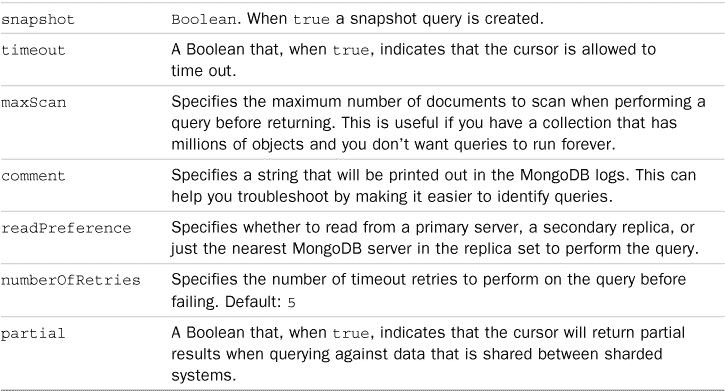 snapshot Boolean. When true a snapshot query is created.
timeout A Boolean that, when true, indicates that the cursor is allowed to
time out.
maxScan Specifies the maximum number of documents to scan when performing a
query before returning. This is useful if you have a collection that has
millions of objects and you don’t want queries to run forever.
comment Specifies a string that will be printed out in the MongoDB logs. This can
help you troubleshoot by making it easier to identify queries.
readPreference Specifies whether to read from a primary server, a secondary replica, or
just the nearest MongoDB server in the replica set to perform the query.
numberOfRetries Specifies the number of timeout retries to perform on the query before
failing. Default: 5
partial A Boolean that, when true, indicates that the cursor will return partial
results when querying against data that is shared between sharded
systems.